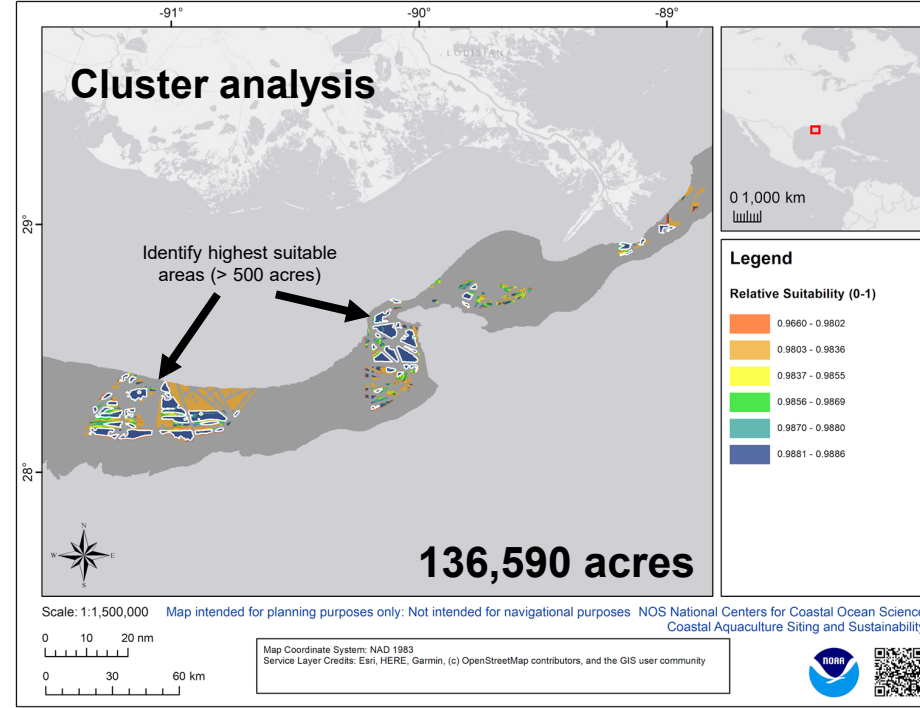 -91°
-90°
-89°
LOUISIANA
Cluster analysis
29°
Identify highest suitable
areas (> 500 acres)
28°
N
W
E
S
136,590 acres
0 1,000 km
Legend
Relative Suitability (0-1)
0.9660 - 0.9802
0.9803 - 0.9836
0.9837 - 0.9855
0.9856 - 0.9869
0.9870 - 0.9880
0.9881 - 0.9886
Scale: 1:1,500,000
Map intended for planning purposes only: Not intended for navigational purposes
NOS National Centers for Coastal Ocean Science
Coastal Aquaculture Siting and Sustainability
0 10 20 nm
0 30 60 km
Map Coordinate System: NAD 1983
Service Layer Credits: Esri, HERE, Garmin, (c) OpenStreetMap contributors, and the GIS user community
NOAA